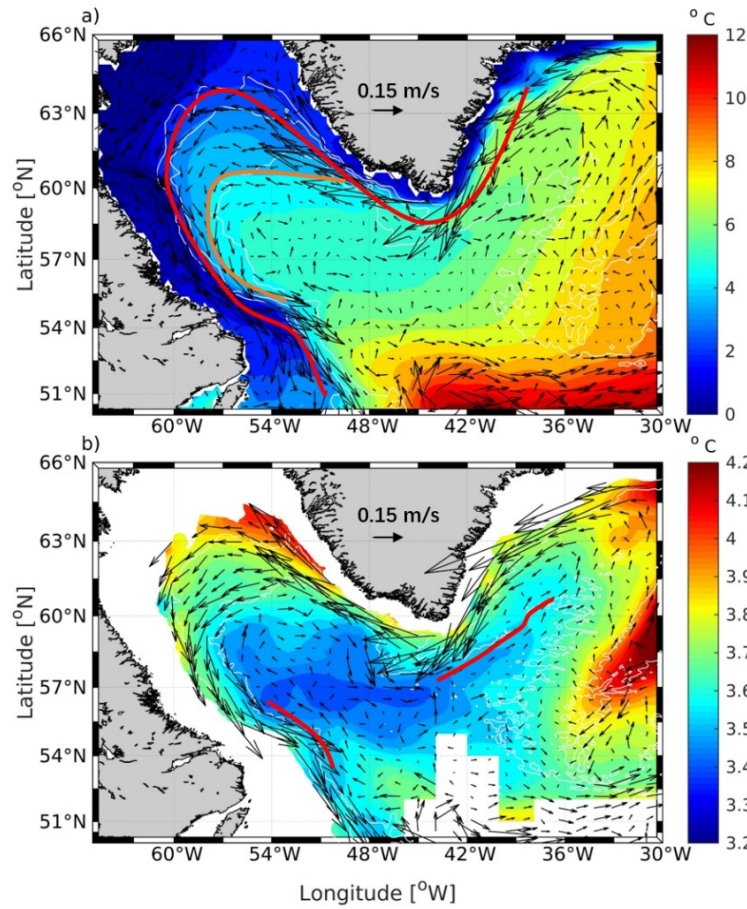 a)
° C
66°N
63°N
60°N
57°N
54°N
51°N
Latitude [°N]
0.15 m/s
60°W 54°W 48°W 42°W 36°W 30°W
12
10
8
6
4
2
0
b)
° C
66°N
63°N
60°N
57°N
54°N
51°N
Latitude [°N]
0.15 m/s
60°W 54°W 48°W 42°W 36°W 30°W
4.2
4.1
4
3.9
3.8
3.7
3.6
3.5
3.4
3.3
3.2
Longitude [°W]